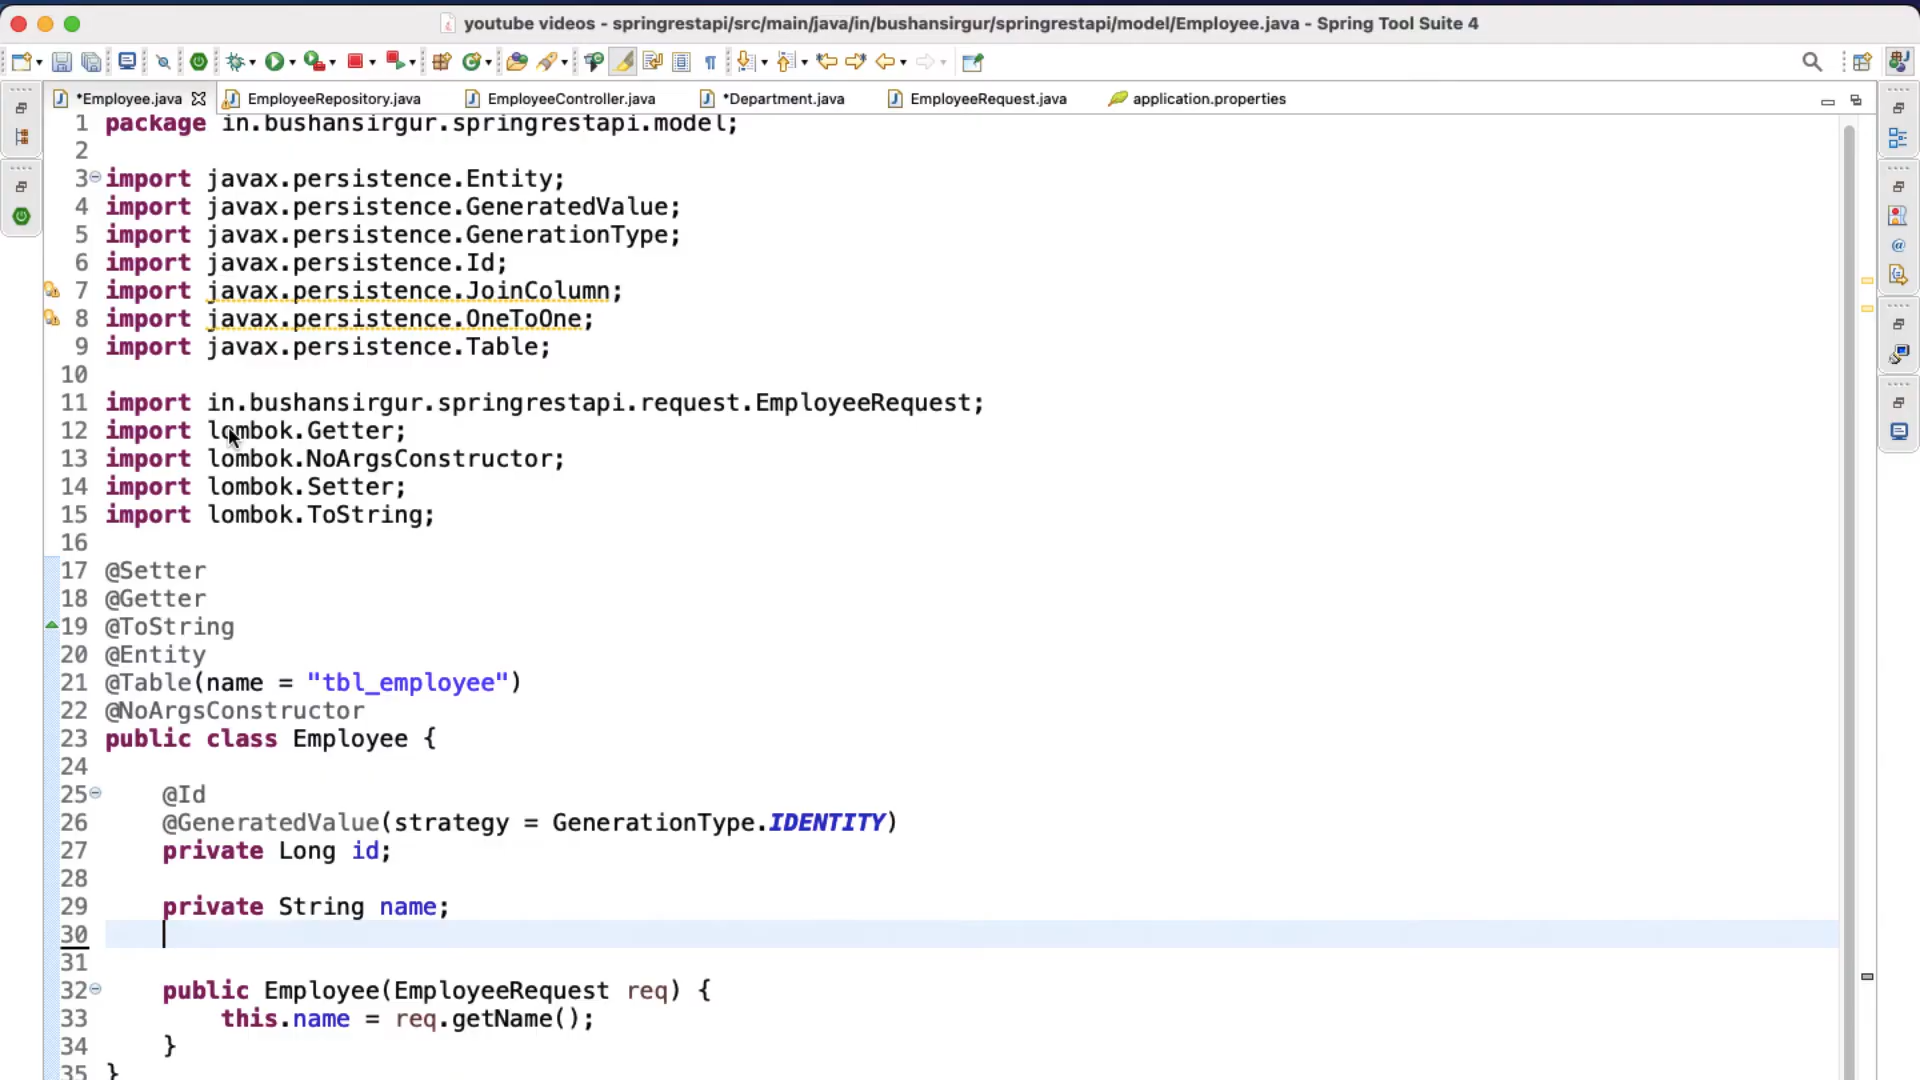 youtube videos - springrestapi/src/main/java/in/bushansirgur/springrestapi/model/Employee.java - Spring Tool Suite 4
*Employee.java EmployeeRepository.java EmployeeController.java *Department.java EmployeeRequest.java application.properties
1 package in.bushansirgur.springrestapi.model;
2
3 import javax.persistence.Entity;
4 import javax.persistence.GeneratedValue;
5 import javax.persistence.GenerationType;
6 import javax.persistence.Id;
7 import javax.persistence.JoinColumn;
8 import javax.persistence.OneToOne;
9 import javax.persistence.Table;
10
11 import in.bushansirgur.springrestapi.request.EmployeeRequest;
12 import lombok.Getter;
13 import lombok.NoArgsConstructor;
14 import lombok.Setter;
15 import lombok.ToString;
16
17 @Setter
18 @Getter
19 @ToString
20 @Entity
21 @Table(name = "tbl_employee")
22 @NoArgsConstructor
23 public class Employee {
24
25 @Id
26 @GeneratedValue(strategy = GenerationType.IDENTITY)
27 private Long id;
28
29 private String name;
30
31
32 public Employee(EmployeeRequest req) {
33 this.name = req.getName();
34 }
35 }